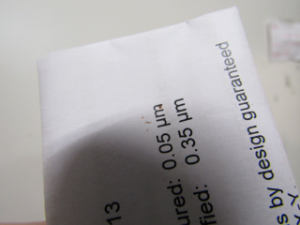 13
ured: 0.05 µm
fied: 0.35 µm
s by design guaranteed